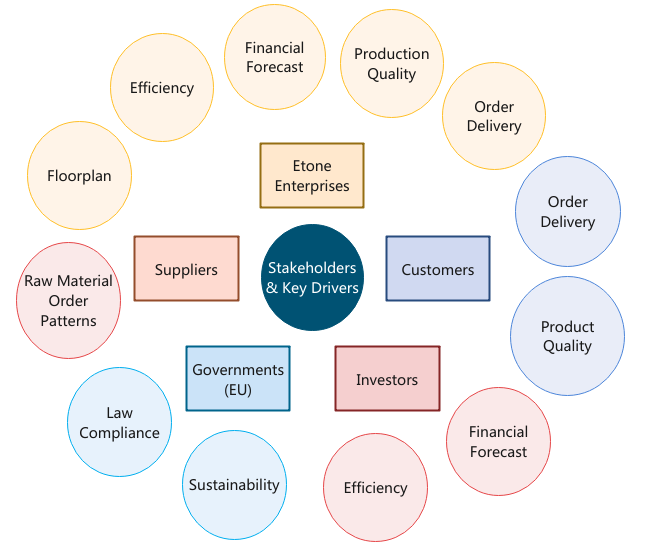 Financial
Forecast
Production
Quality
Efficiency
Order
Delivery
Etone
Enterprises
Floorplan
Order
Delivery
Suppliers
Stakeholders
& Key Drivers
Customers
Raw Material
Order
Patterns
Product
Quality
Governments
(EU)
Investors
Law
Compliance
Financial
Forecast
Sustainability
Efficiency